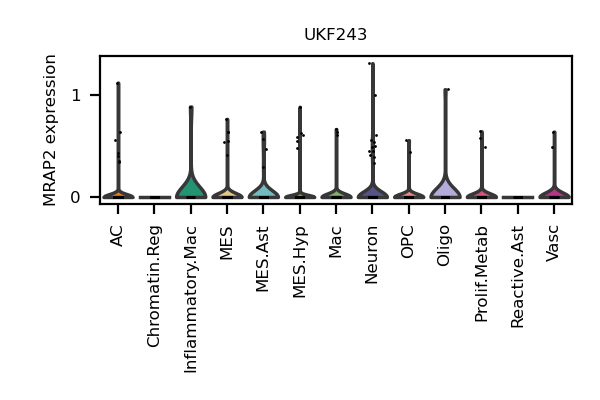 UKF243
MRAP2 expression
1
0
AC
Chromatin.Reg
Inflammatory.Mac
MES
MES.Ast
MES.Hyp
Mac
Neuron
OPC
Oligo
Prolif.Metab
Reactive.Ast
Vasc